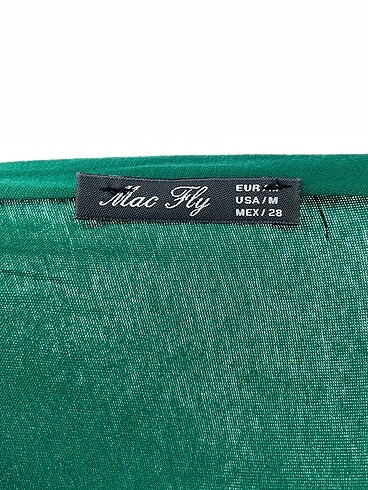 Mac Fly
EUR /
USA / M
MEX / 28